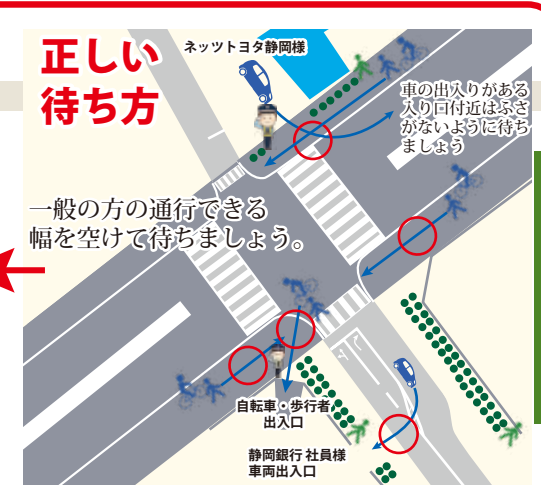 正しい
待ち方
ネッツトヨタ静岡様
車の出入りがある
入り口付近はふさ
がないように待ち
ましょう
一般の方の通行できる
幅を空けて待ちましょう。
自転車・歩行者
出入口
静岡銀行 社員様
車両出入口